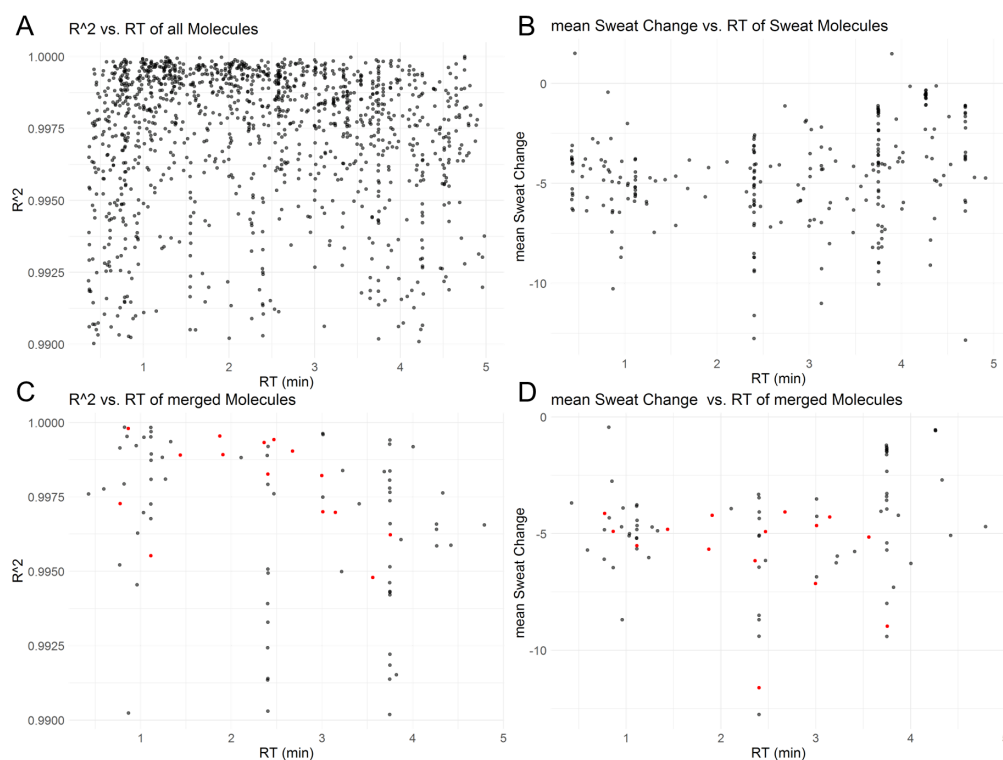 A
R^2 vs. RT of all Molecules
1.0000
0.9975
0.9950
0.9925
0.9900
R^2
1
2
3
4
5
RT (min)
B
mean Sweat Change vs. RT of Sweat Molecules
0
-5
-10
mean Sweat Change
1
2
3
4
5
RT (min)
C
R^2 vs. RT of merged Molecules
1.0000
0.9975
0.9950
0.9925
0.9900
R^2
1
2
3
4
5
RT (min)
D
mean Sweat Change vs. RT of merged Molecules
0
-5
-10
mean Sweat Change
1
2
3
4
RT (min)